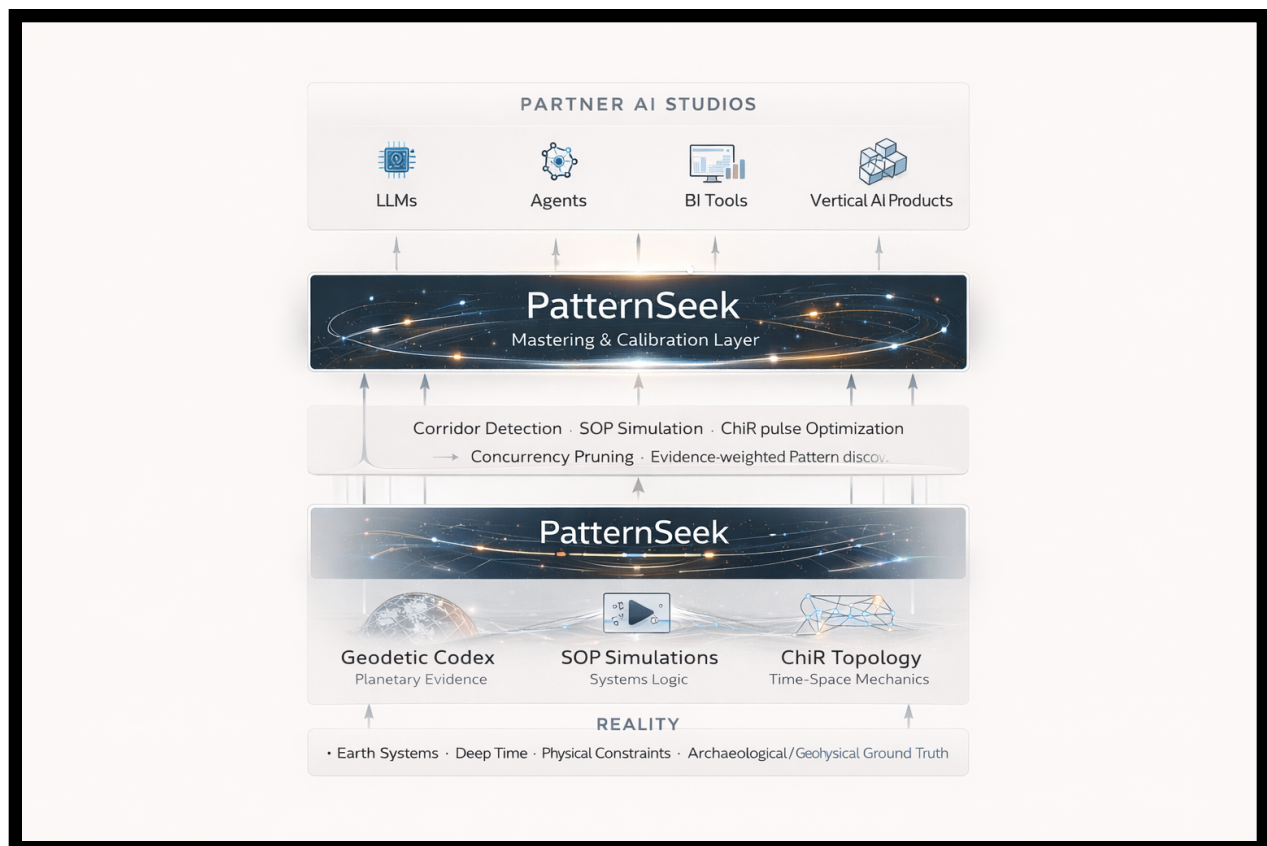 PARTNER AI STUDIOS
LLMs Agents BI Tools Vertical AI Products
PatternSeek
Mastering & Calibration Layer
Corridor Detection · SOP Simulation · ChiR pulse Optimization
→ Concurrency Pruning · Evidence-weighted Pattern discov.
PatternSeek
Geodetic Codex SOP Simulations ChiR Topology
Planetary Evidence Systems Logic Time-Space Mechanics
REALITY
• Earth Systems · Deep Time · Physical Constraints · Archaeological/Geohysical Ground Truth